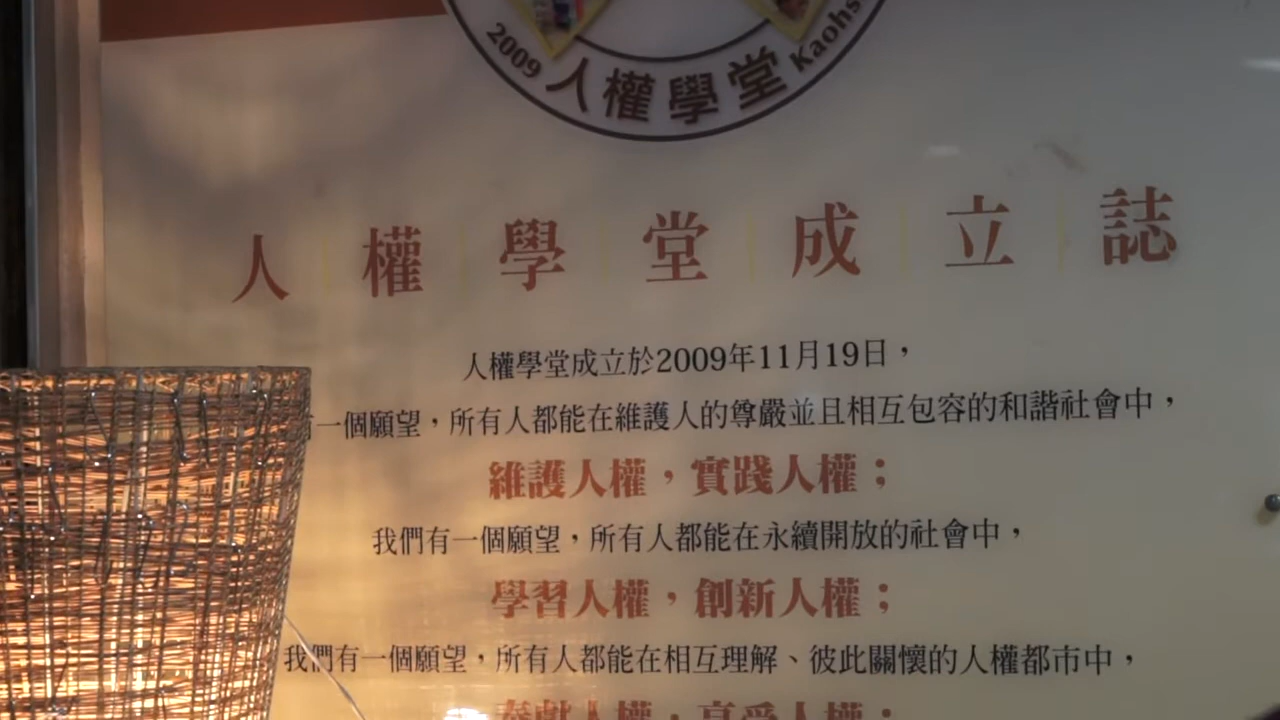 2009 人權學堂 Kaohs
人權學堂成立誌
人權學堂成立於2009年11月19日，
有一個願望，所有人都能在維護人的尊嚴並且相互包容的和諧社會中，
維護人權，實踐人權；
我們有一個願望，所有人都能在永續開放的社會中，
學習人權，創新人權；
我們有一個願望，所有人都能在相互理解、彼此關懷的人權都市中，
奉獻人權，享受人權；